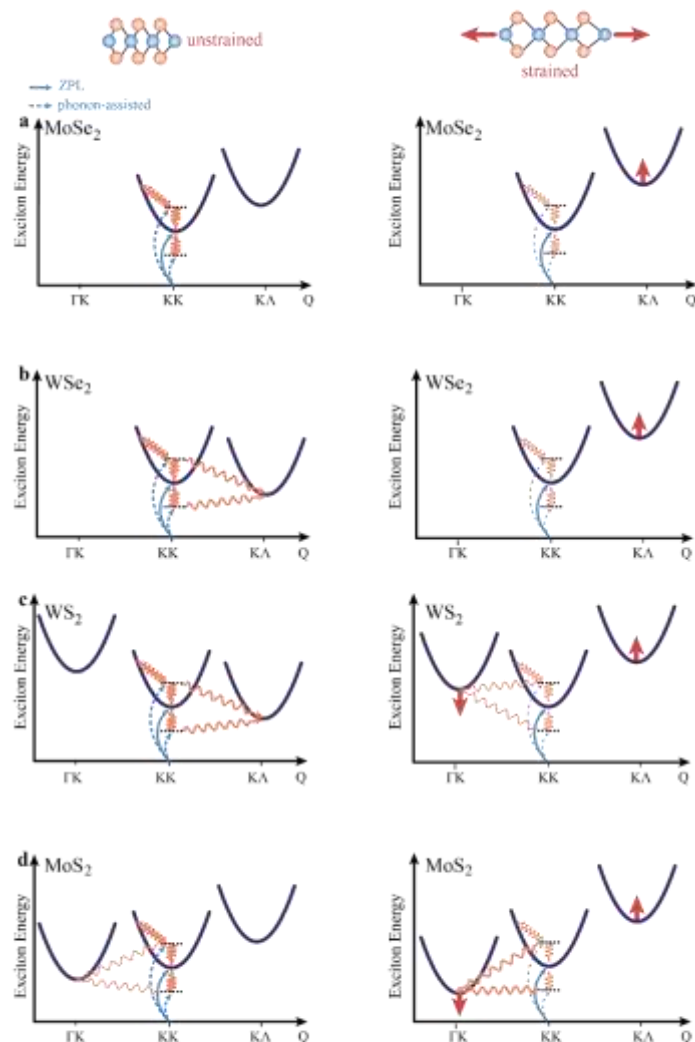 unstrained
strained
ZPL
phonon-assisted
a
MoSe₂
Exciton Energy
ΓK
KK
KΛ
Q
MoSe₂
Exciton Energy
ΓK
KK
KΛ
Q
b
WSe₂
Exciton Energy
ΓK
KK
KΛ
Q
WSe₂
Exciton Energy
ΓK
KK
KΛ
Q
c
WS₂
Exciton Energy
ΓK
KK
KΛ
Q
WS₂
Exciton Energy
ΓK
KK
KΛ
Q
d
MoS₂
Exciton Energy
ΓK
KK
KΛ
Q
MoS₂
Exciton Energy
ΓK
KK
KΛ
Q